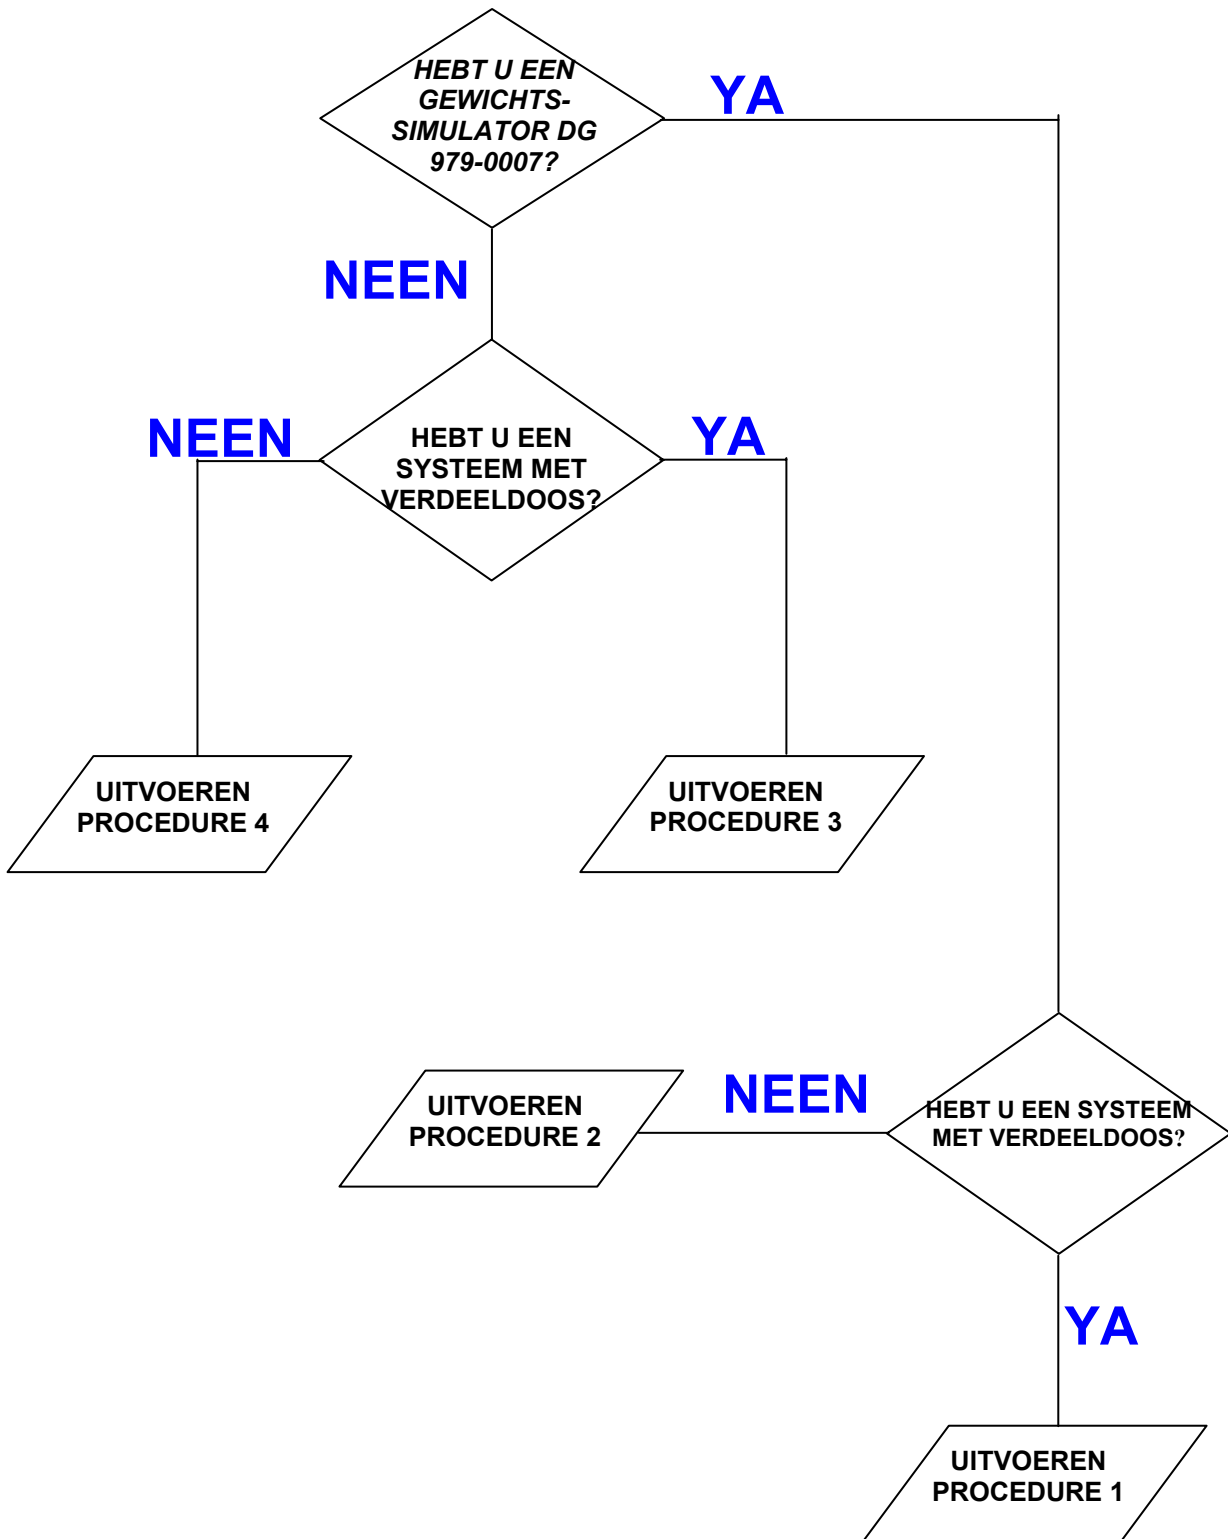 HEBT U EEN
GEWICHTS-
SIMULATOR DG
979-0007?
YA
NEEN
NEEN
HEBT U EEN
SYSTEEM MET
VERDEELDOOS?
YA
UITVOEREN
PROCEDURE 4
UITVOEREN
PROCEDURE 3
UITVOEREN
PROCEDURE 2
NEEN
HEBT U EEN SYSTEEM
MET VERDEELDOOS?
YA
UITVOEREN
PROCEDURE 1